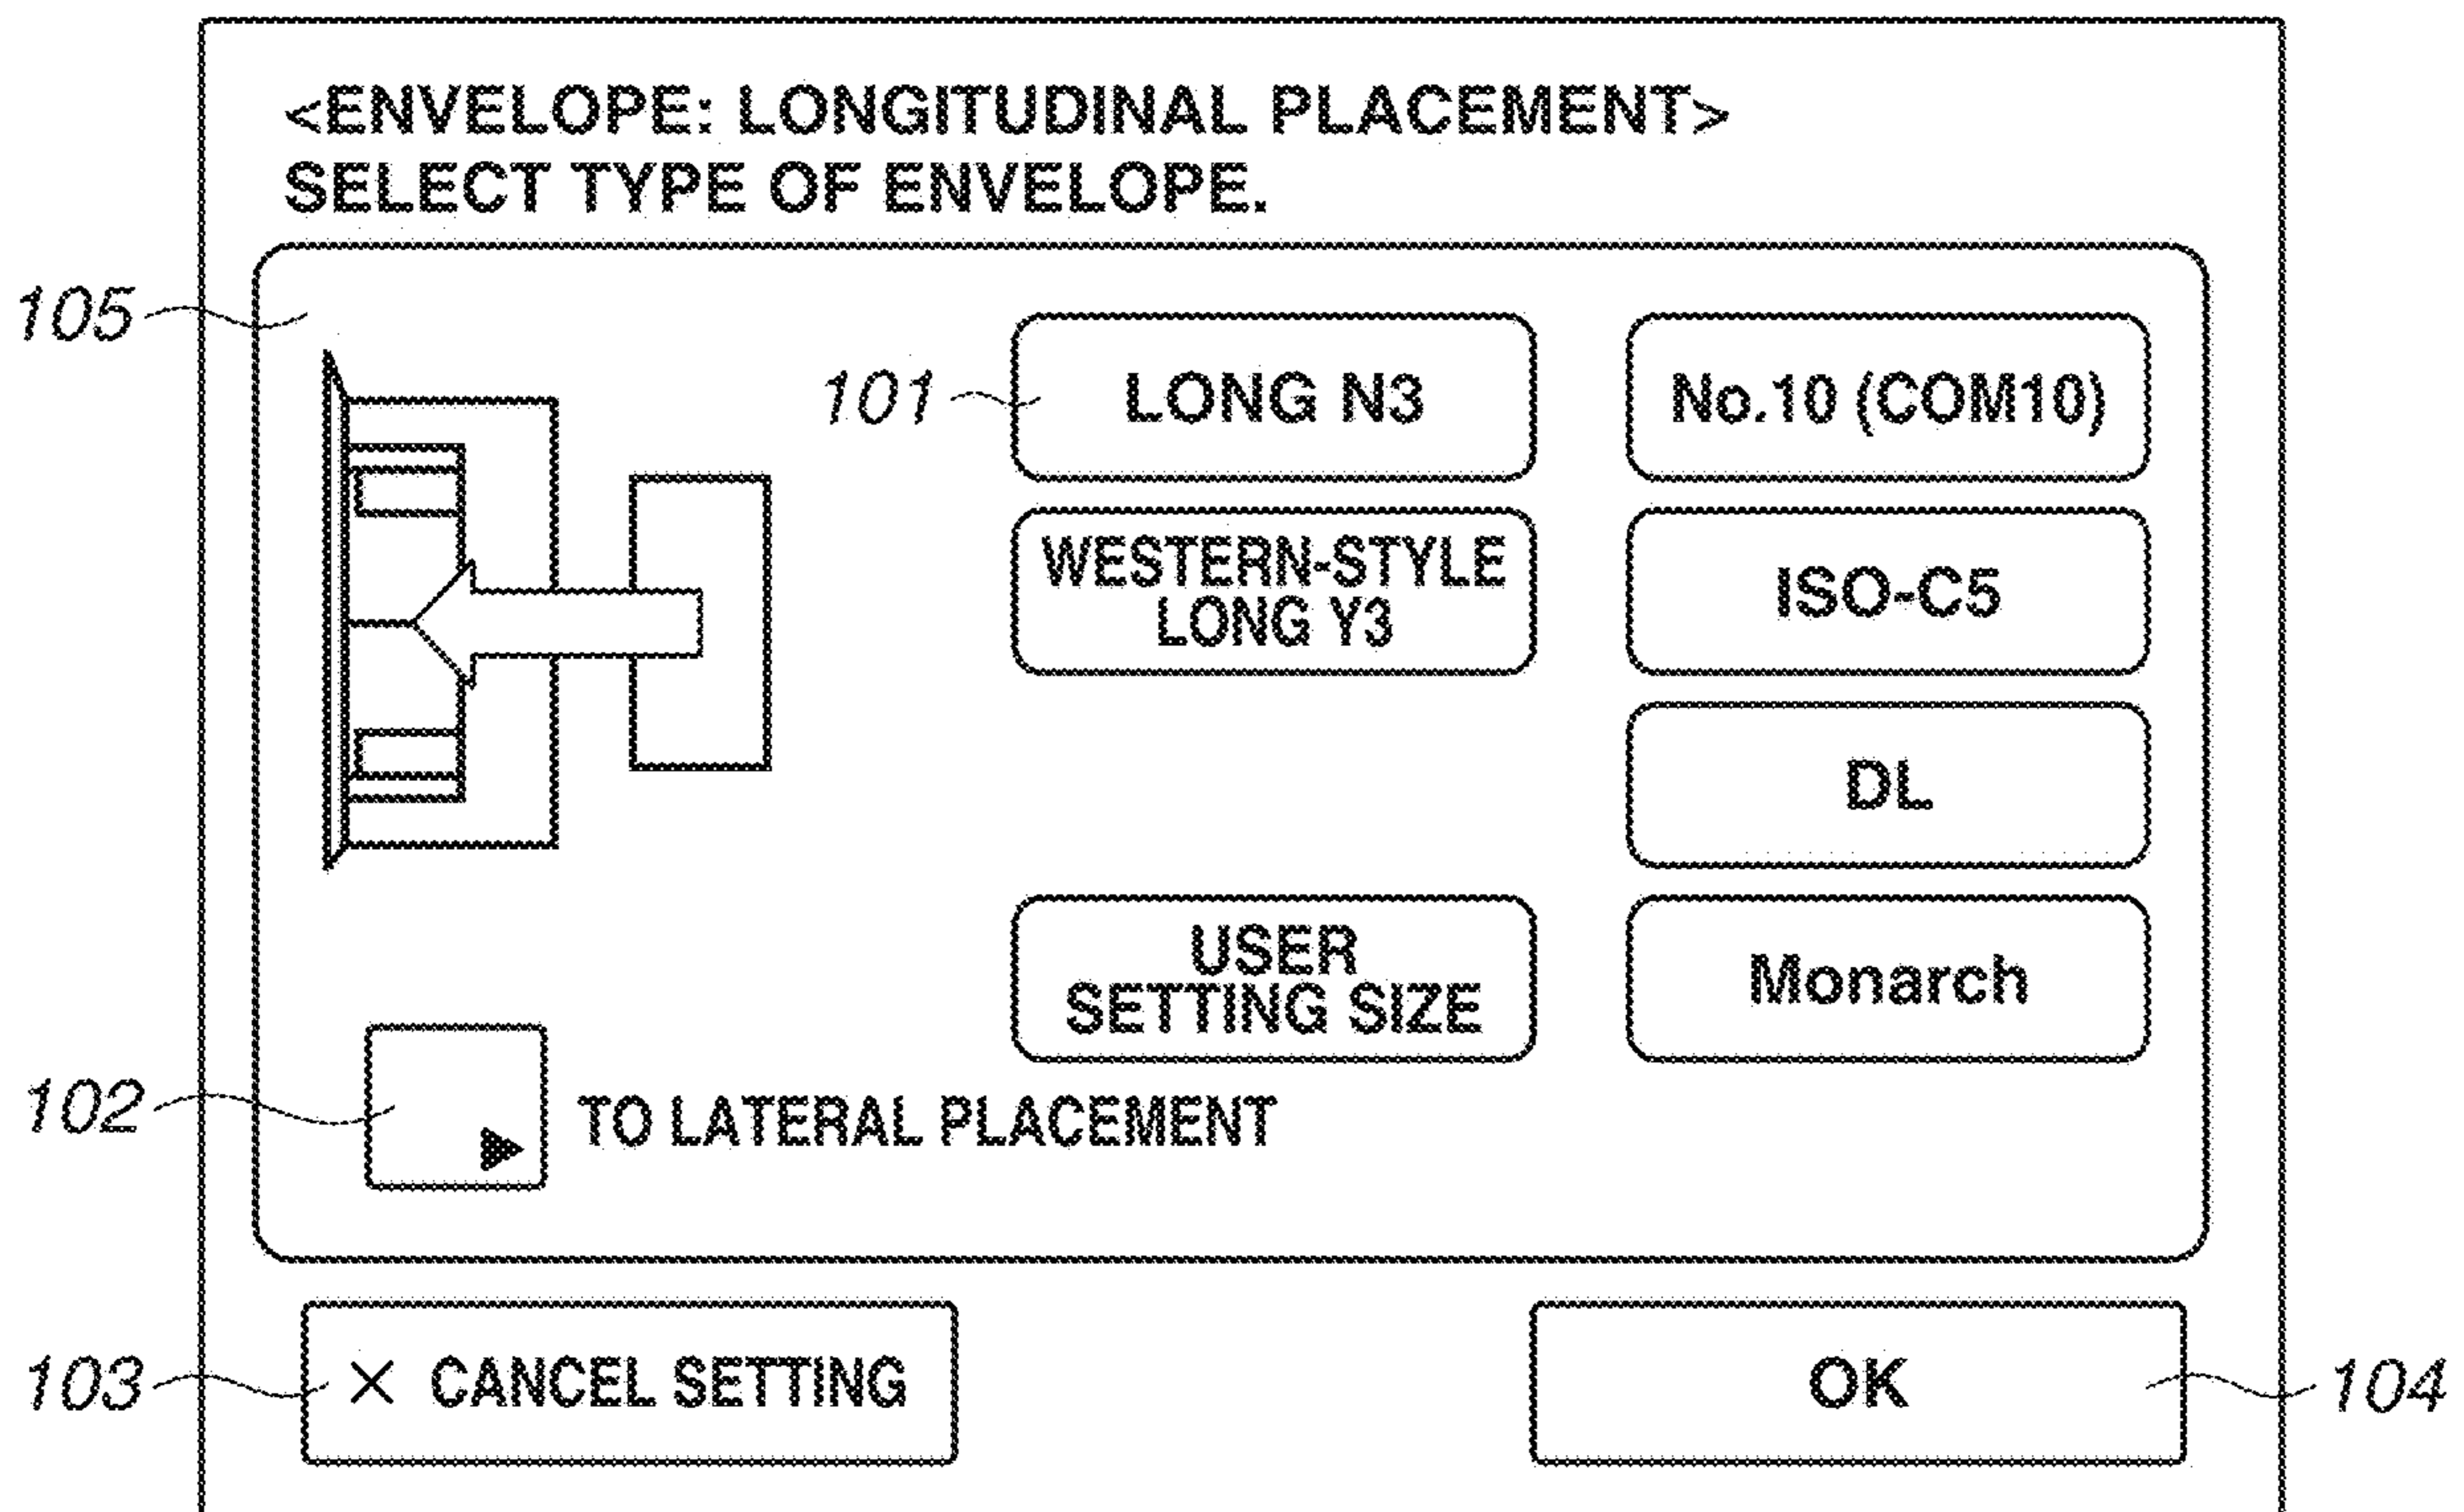 <ENVELOPE: LONGITUDINAL PLACEMENT>
SELECT TYPE OF ENVELOPE.
105
101
LONG N3
No.10 (COM10)
WESTERN-STYLE
LONG Y3
ISO-C5
DL
USER
SETTING SIZE
Monarch
102
TO LATERAL PLACEMENT
103
× CANCEL SETTING
OK
104